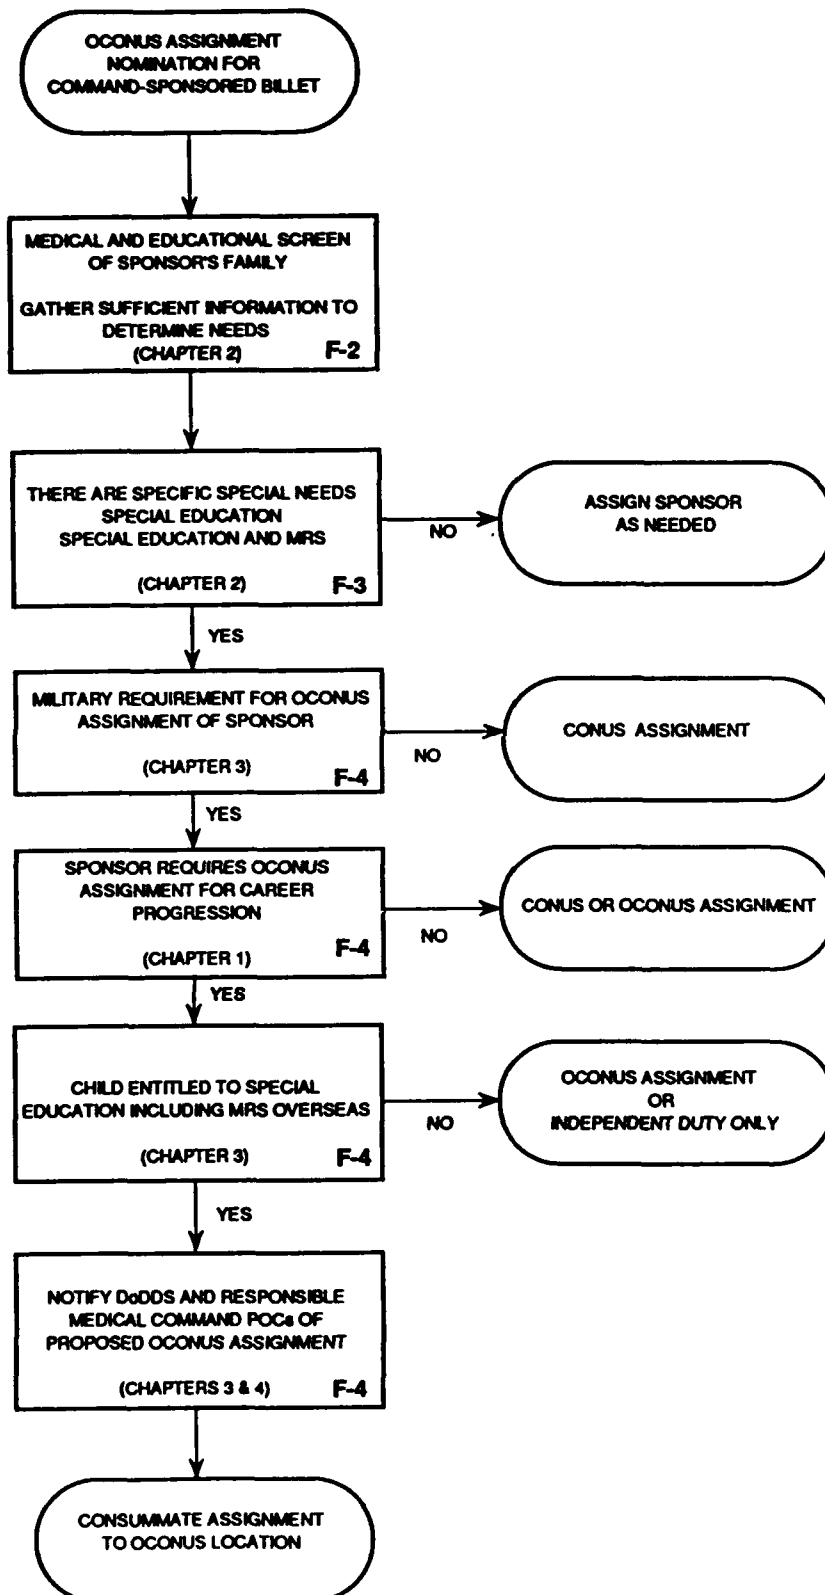 OCONUS ASSIGNMENT
NOMINATION FOR
COMMAND-SPONSORED BILLET
MEDICAL AND EDUCATIONAL SCREEN
OF SPONSOR'S FAMILY
GATHER SUFFICIENT INFORMATION TO
DETERMINE NEEDS
(CHAPTER 2)
F-2
THERE ARE SPECIFIC SPECIAL NEEDS
SPECIAL EDUCATION
SPECIAL EDUCATION AND MRS
(CHAPTER 2)
F-3
NO
ASSIGN SPONSOR
AS NEEDED
YES
MILITARY REQUIREMENT FOR OCONUS
ASSIGNMENT OF SPONSOR
(CHAPTER 3)
F-4
NO
CONUS ASSIGNMENT
YES
SPONSOR REQUIRES OCONUS
ASSIGNMENT FOR CAREER
PROGRESSION
(CHAPTER 1)
F-4
NO
CONUS OR OCONUS ASSIGNMENT
YES
CHILD ENTITLED TO SPECIAL
EDUCATION INCLUDING MRS OVERSEAS
(CHAPTER 3)
F-4
NO
OCONUS ASSIGNMENT
OR
INDEPENDENT DUTY ONLY
YES
NOTIFY DoDDS AND RESPONSIBLE
MEDICAL COMMAND POCs OF
PROPOSED OCONUS ASSIGNMENT
(CHAPTERS 3 & 4)
F-4
CONSUMMATE ASSIGNMENT
TO OCONUS LOCATION